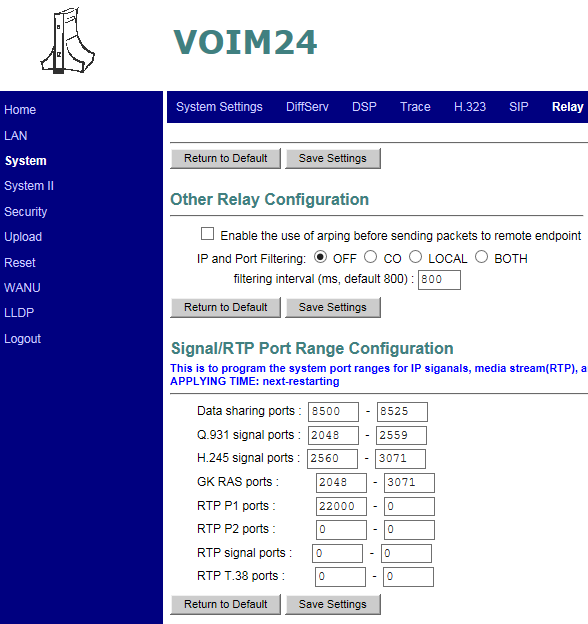 VOIM24
System Settings DiffServ DSP Trace H.323 SIP Relay
Home
LAN
System
System II
Security
Upload
Reset
WANU
LLDP
Logout
Return to Default Save Settings
Other Relay Configuration
Enable the use of arping before sending packets to remote endpoint
IP and Port Filtering: OFF CO LOCAL BOTH
filtering interval (ms, default 800) : 800
Return to Default Save Settings
Signal/RTP Port Range Configuration
This is to program the system port ranges for IP siganals, media stream(RTP), a
APPLYING TIME: next-restarting
Data sharing ports : 8500 - 8525
Q.931 signal ports : 2048 - 2559
H.245 signal ports : 2560 - 3071
GK RAS ports : 2048 - 3071
RTP P1 ports : 22000 - 0
RTP P2 ports : 0 - 0
RTP signal ports : 0 - 0
RTP T.38 ports : 0 - 0
Return to Default Save Settings